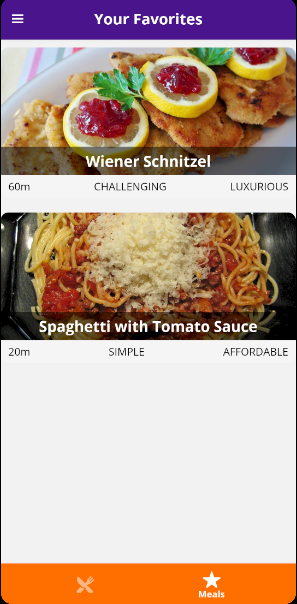 Your Favorites
Wiener Schnitzel
60m CHALLENGING LUXURIOUS
Spaghetti with Tomato Sauce
20m SIMPLE AFFORDABLE
Meals